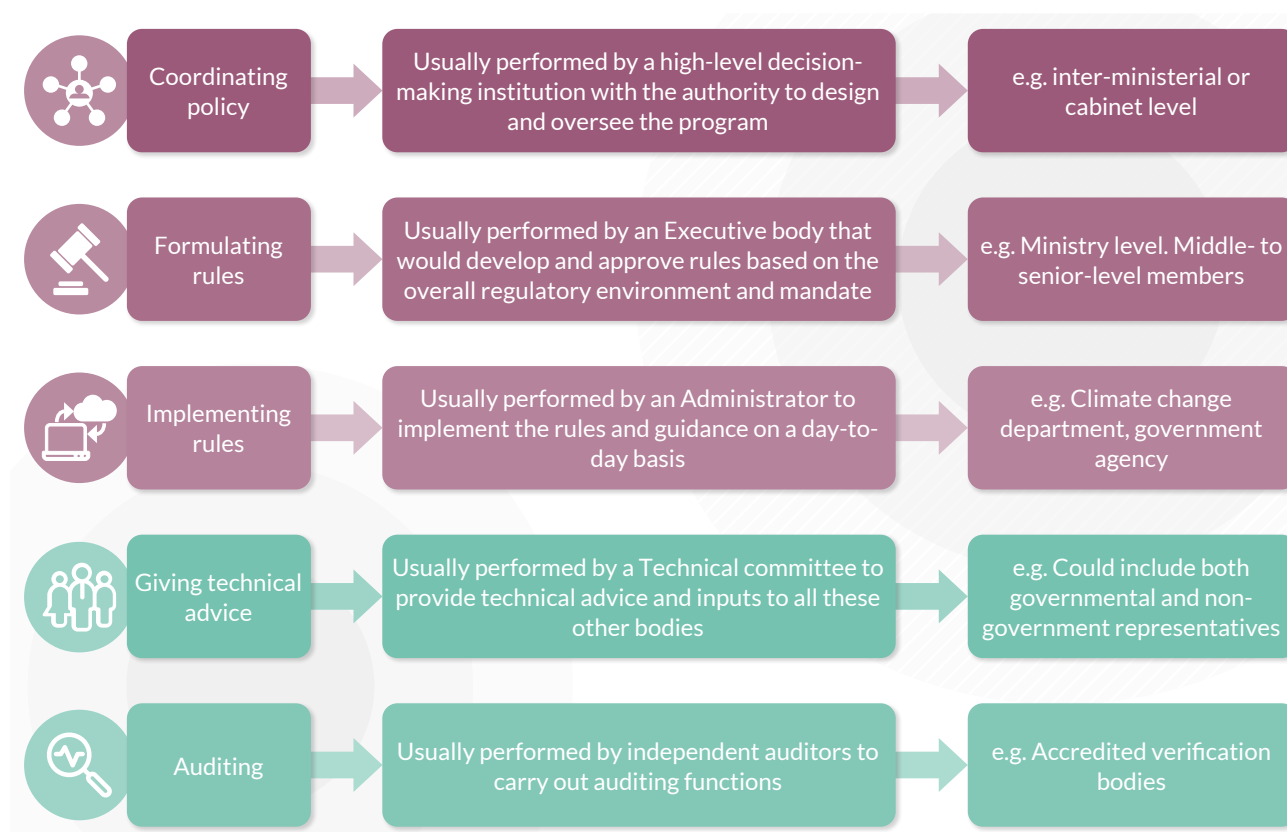 Coordinating
policy
Usually performed by a high-level decision-
making institution with the authority to design
and oversee the program
e.g. inter-ministerial or
cabinet level
Formulating
rules
Usually performed by an Executive body that
would develop and approve rules based on the
overall regulatory environment and mandate
e.g. Ministry level. Middle- to
senior-level members
Implementing
rules
Usually performed by an Administrator to
implement the rules and guidance on a day-to-
day basis
e.g. Climate change
department, government
agency
Giving technical
advice
Usually performed by a Technical committee to
provide technical advice and inputs to all these
other bodies
e.g. Could include both
governmental and non-
government representatives
Auditing
Usually performed by independent auditors to
carry out auditing functions
e.g. Accredited verification
bodies